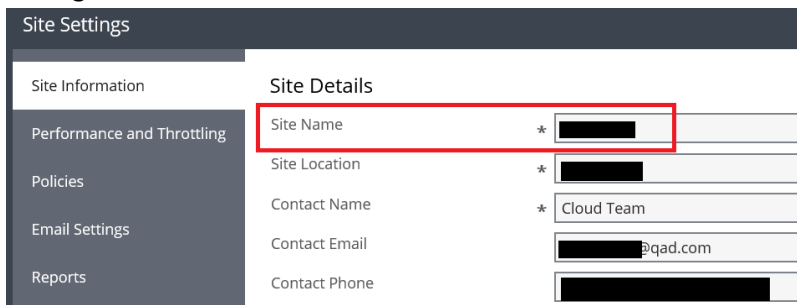 Site Settings
Site Information
Performance and Throttling
Policies
Email Settings
Reports
Site Details
Site Name *
Site Location *
Contact Name * Cloud Team
Contact Email @qad.com
Contact Phone